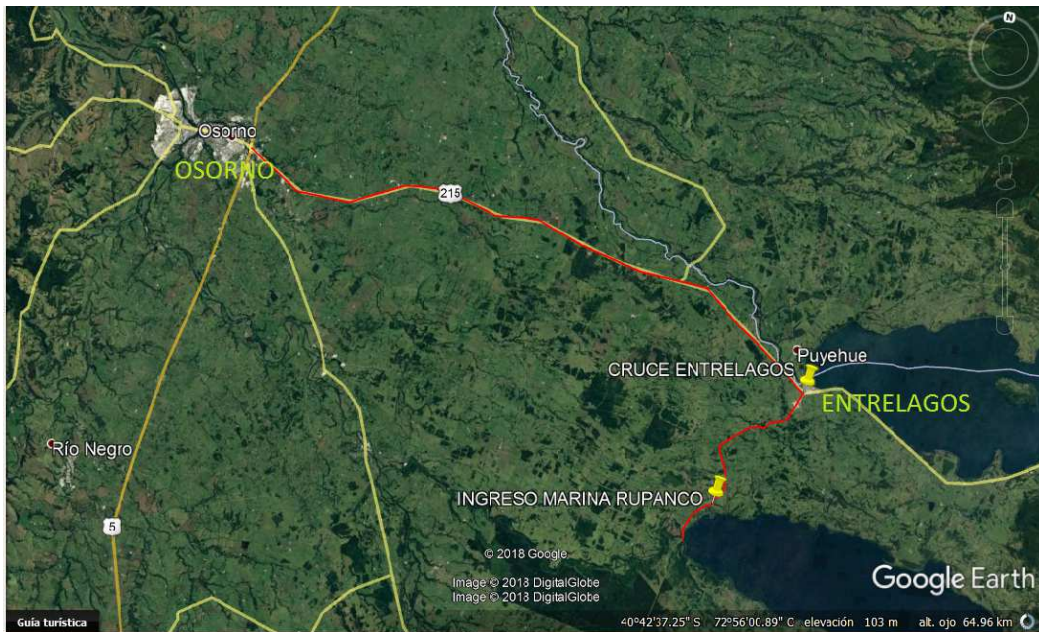 N
Osorno
OSORNO
215
Puyehue
CRUCE ENTRELAGOS
ENTRELAGOS
Río Negro
INGRESO MARINA RUPANCO
5
© 2018 Google
Image © 2018 DigitalGlobe
Image © 2018 DigitalGlobe
Google Earth
Guía turística
40°42'37.25" S 72°56'00.89" O elevación 103 m alt. ojo 64.96 km